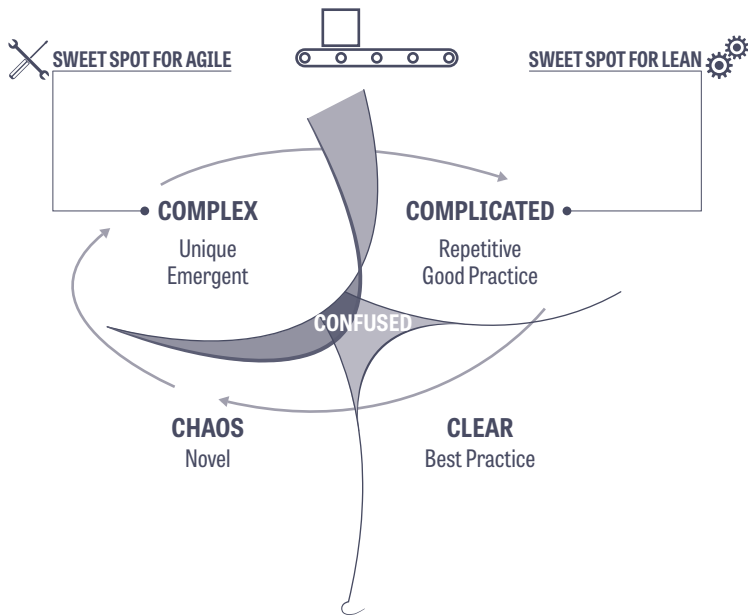 SWEET SPOT FOR AGILE
SWEET SPOT FOR LEAN
COMPLEX
Unique
Emergent
COMPLICATED
Repetitive
Good Practice
CONFUSED
CHAOS
Novel
CLEAR
Best Practice